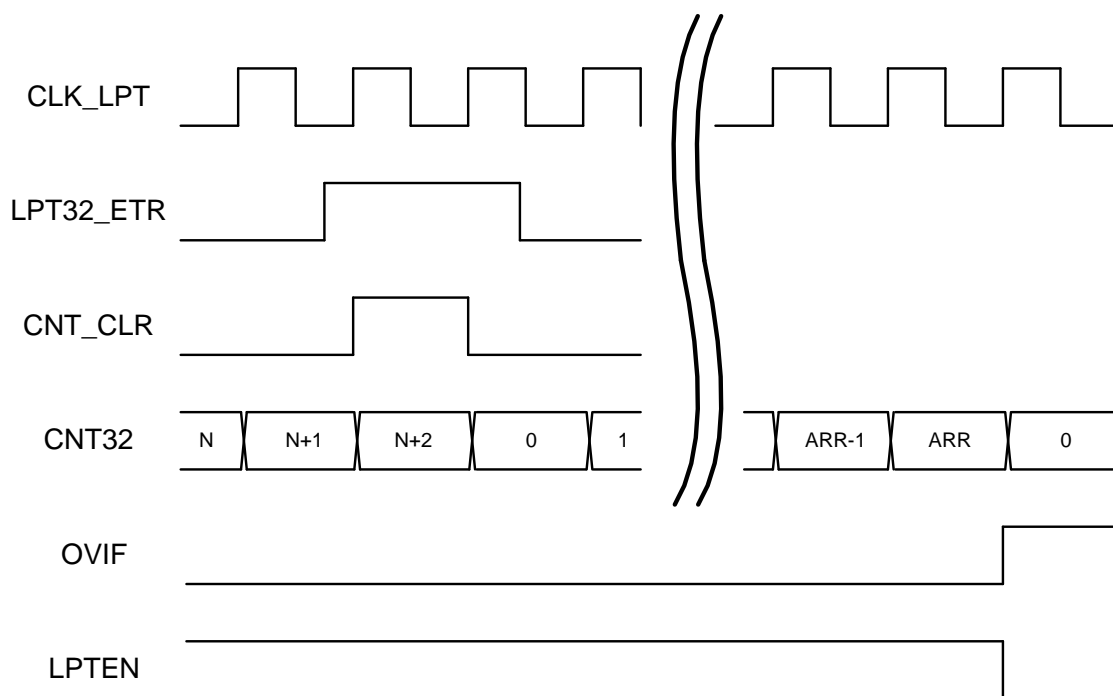 CLK_LPT
LPT32_ETR
CNT_CLR
CNT32 N N+1 N+2 0 1 ARR-1 ARR 0
OVIF
LPTEN